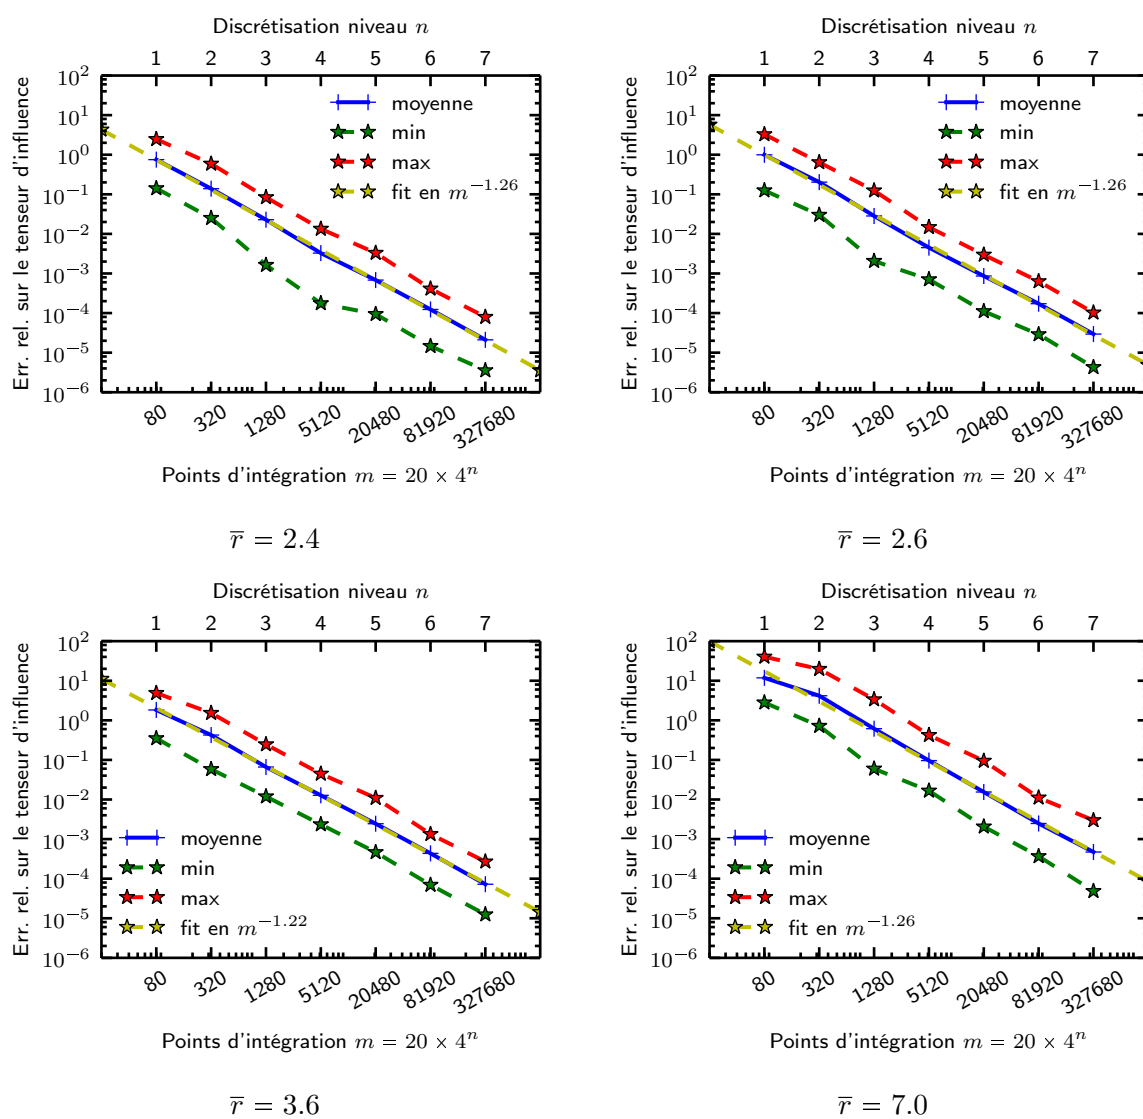 Discrétisation niveau n
1 2 3 4 5 6 7
Err. rel. sur le tenseur d'influence
10^2
10^1
10^0
10^{-1}
10^{-2}
10^{-3}
10^{-4}
10^{-5}
10^{-6}
moyenne
min
max
fit en m^{-1.26}
80 320 1280 5120 20480 81920 327680
Points d'intégration m = 20 × 4^n
r̅ = 2.4
Discrétisation niveau n
1 2 3 4 5 6 7
Err. rel. sur le tenseur d'influence
10^2
10^1
10^0
10^{-1}
10^{-2}
10^{-3}
10^{-4}
10^{-5}
10^{-6}
moyenne
min
max
fit en m^{-1.26}
80 320 1280 5120 20480 81920 327680
Points d'intégration m = 20 × 4^n
r̅ = 2.6
Discrétisation niveau n
1 2 3 4 5 6 7
Err. rel. sur le tenseur d'influence
10^2
10^1
10^0
10^{-1}
10^{-2}
10^{-3}
10^{-4}
10^{-5}
10^{-6}
moyenne
min
max
fit en m^{-1.22}
80 320 1280 5120 20480 81920 327680
Points d'intégration m = 20 × 4^n
r̅ = 3.6
Discrétisation niveau n
1 2 3 4 5 6 7
Err. rel. sur le tenseur d'influence
10^2
10^1
10^0
10^{-1}
10^{-2}
10^{-3}
10^{-4}
10^{-5}
10^{-6}
moyenne
min
max
fit en m^{-1.26}
80 320 1280 5120 20480 81920 327680
Points d'intégration m = 20 × 4^n
r̅ = 7.0